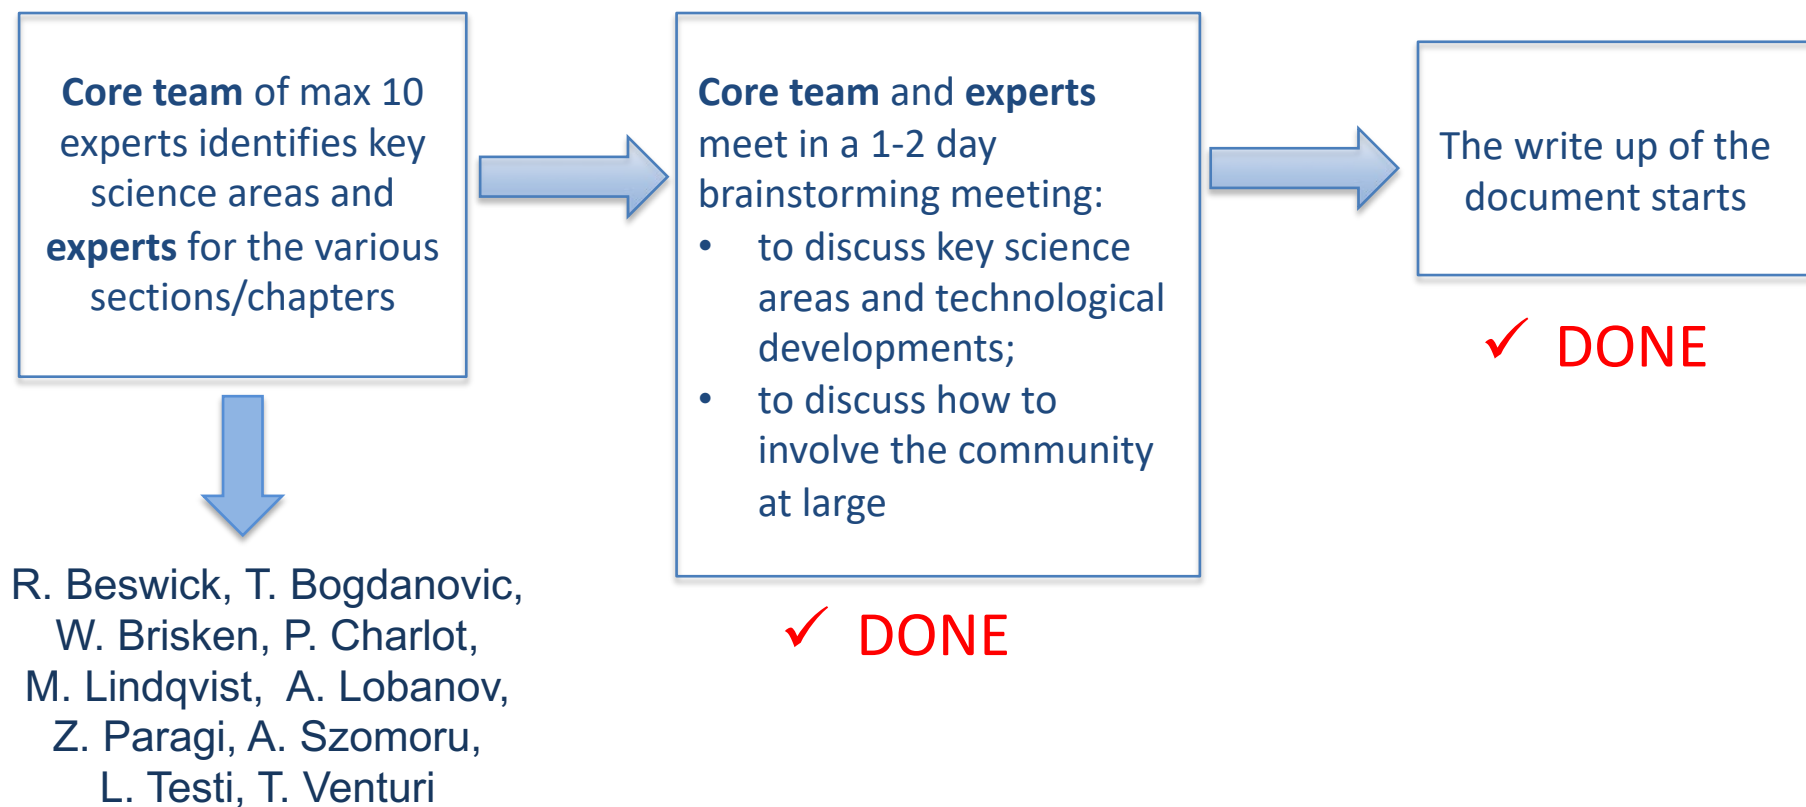 Core team of max 10
experts identifies key
science areas and
experts for the various
sections/chapters
R. Beswick, T. Bogdanovic,
W. Brisken, P. Charlot,
M. Lindqvist, A. Lobanov,
Z. Paragi, A. Szomoru,
L. Testi, T. Venturi
Core team and experts
meet in a 1-2 day
brainstorming meeting:
• to discuss key science
areas and technological
developments;
• to discuss how to
involve the community
at large
✓ DONE
The write up of the
document starts
✓ DONE